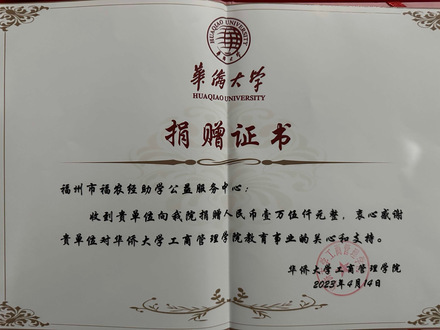 HUAQIAO UNIVERSITY
華僑大学
HUAQIAO UNIVERSITY
捐赠证书
福州市福农经助学公益服务中心:
收到贵单位向我院捐赠人民币壹万伍仟元整,衷心感谢
贵单位对华侨大学工商管理学院教育事业的关心和支持。
华侨大学工商管理学院
2023年4月14日